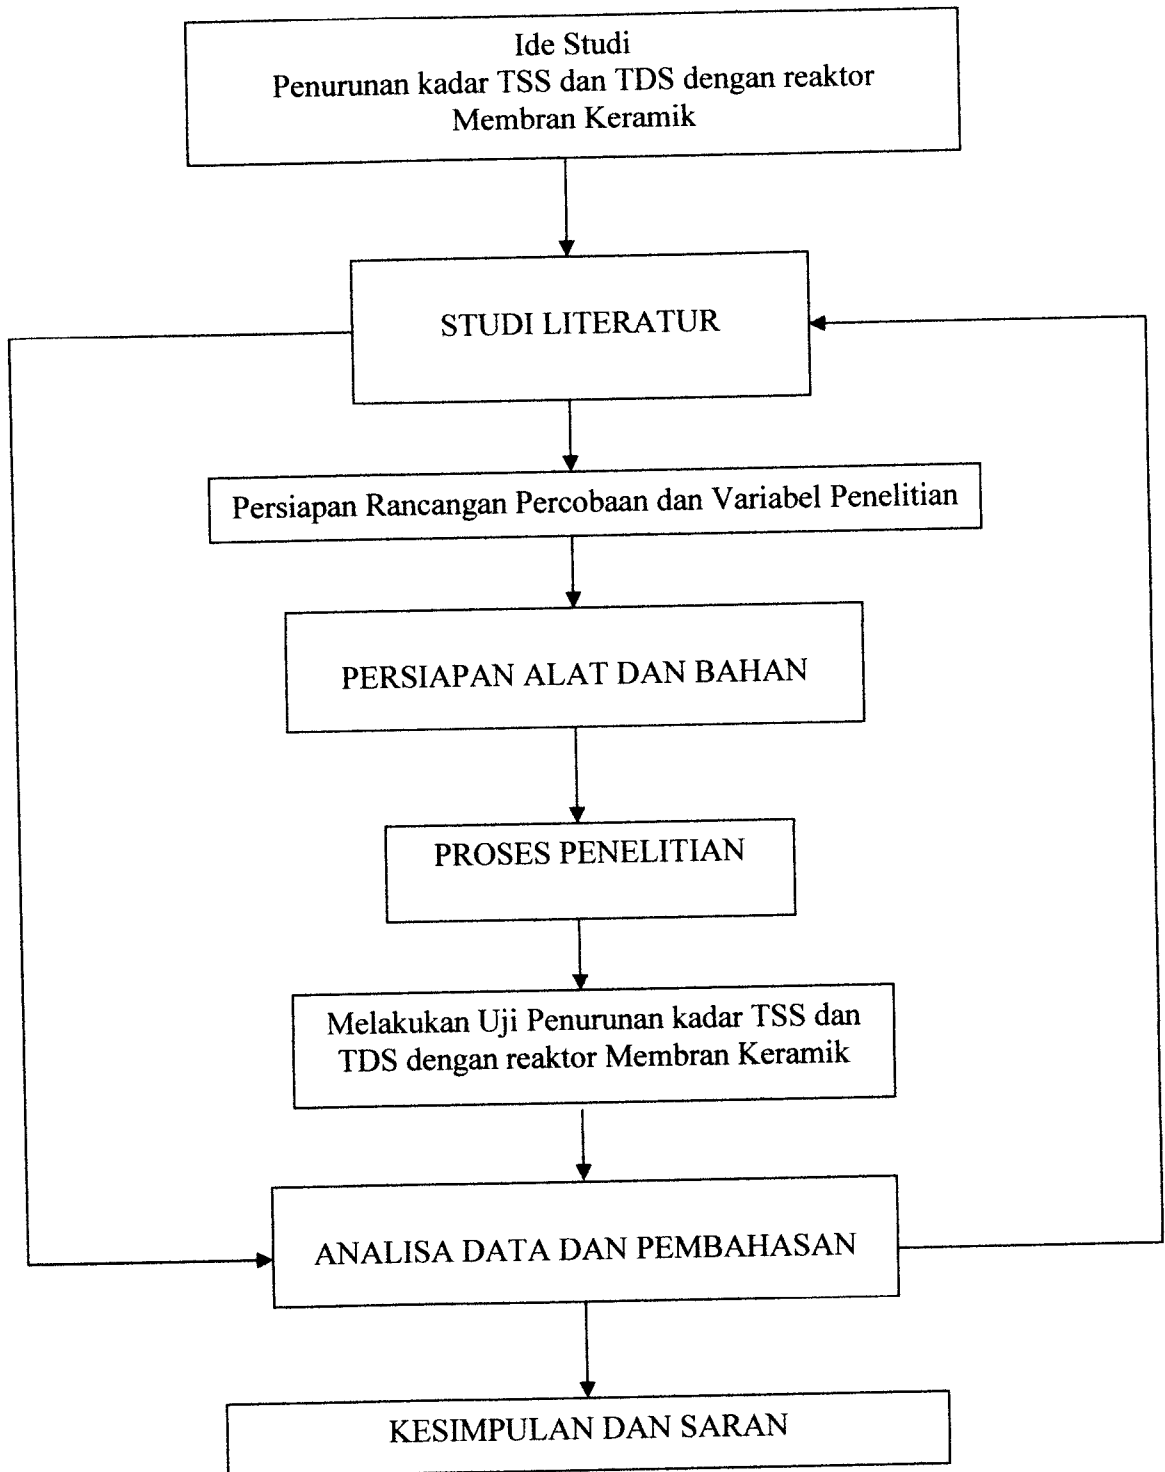 Ide Studi
Penurunan kadar TSS dan TDS dengan reaktor
Membran Keramik
STUDI LITERATUR
Persiapan Rancangan Percobaan dan Variabel Penelitian
PERSIAPAN ALAT DAN BAHAN
PROSES PENELITIAN
Melakukan Uji Penurunan kadar TSS dan
TDS dengan reaktor Membran Keramik
ANALISA DATA DAN PEMBAHASAN
KESIMPULAN DAN SARAN